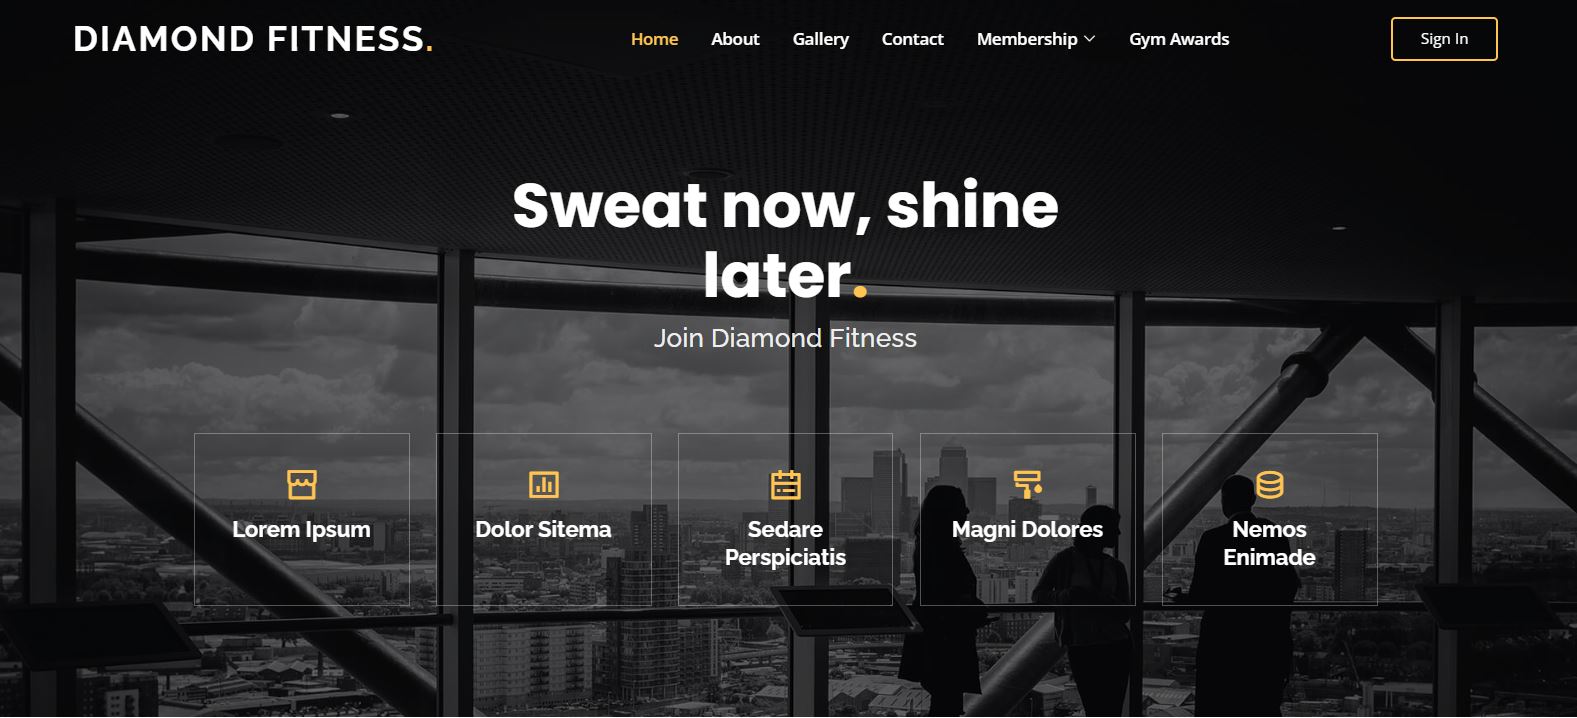 DIAMOND FITNESS.
Home About Gallery Contact Membership Gym Awards
Sign In
Sweat now, shine
later.
Join Diamond Fitness
Lorem Ipsum
Dolor Sitema
Sedare
Perspiciatis
Magni Dolores
Nemos
Enimade